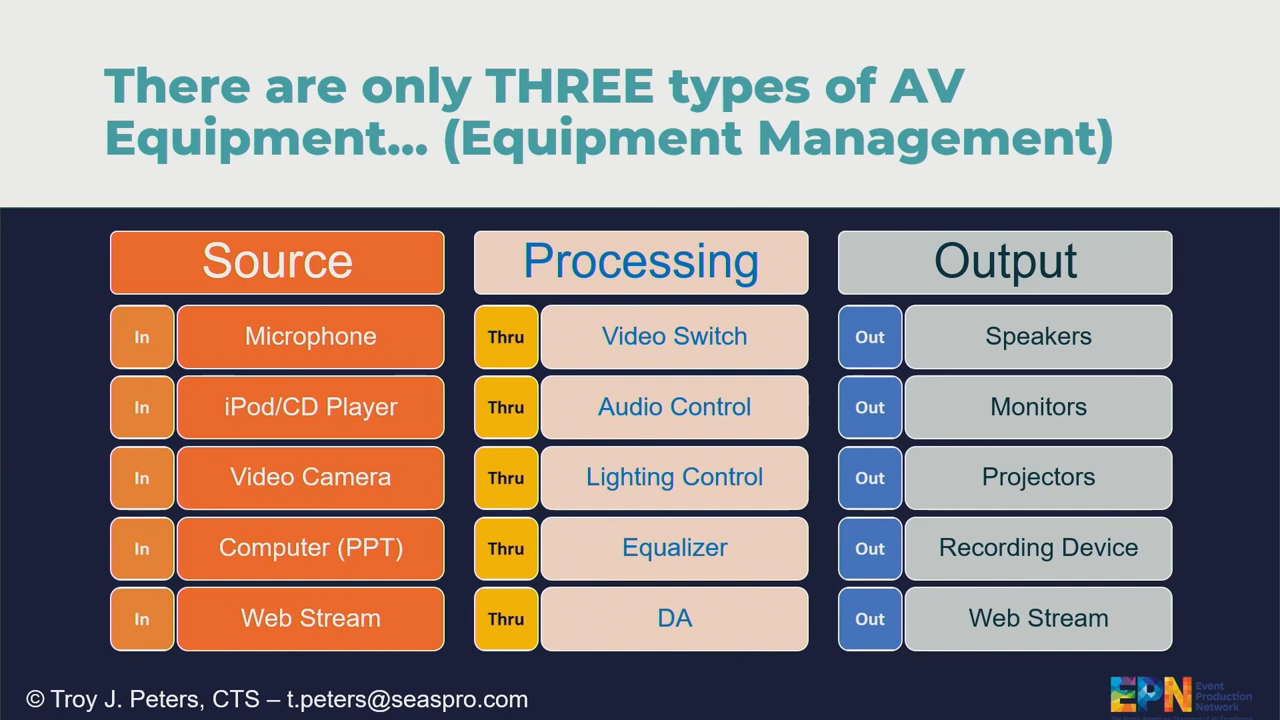 There are only THREE types of AV
Equipment... (Equipment Management)
Source
Processing
Output
In
Microphone
Thru
Video Switch
Out
Speakers
In
iPod/CD Player
Thru
Audio Control
Out
Monitors
In
Video Camera
Thru
Lighting Control
Out
Projectors
In
Computer (PPT)
Thru
Equalizer
Out
Recording Device
In
Web Stream
Thru
DA
Out
Web Stream
© Troy J. Peters, CTS – t.peters@seaspro.com
EPN
Event
Production
Network